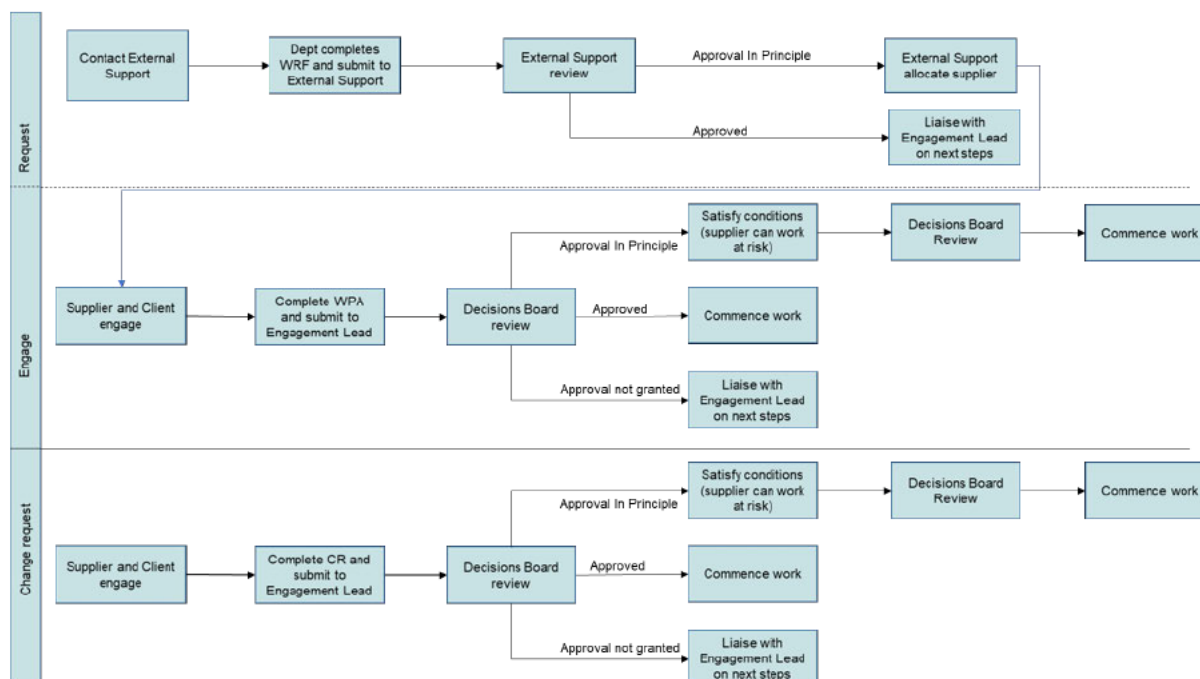 Request
Contact External
Support
Dept completes
WRF and submit to
External Support
External Support
review
Approval In Principle
External Support
allocate supplier
Approved
Liaise with
Engagement Lead
on next steps
Engage
Supplier and Client
engage
Complete WPA
and submit to
Engagement Lead
Decisions Board
review
Approval In Principle
Satisfy conditions
(supplier can work
at risk)
Decisions Board
Review
Commence work
Approved
Commence work
Approval not granted
Liaise with
Engagement Lead
on next steps
Change request
Supplier and Client
engage
Complete CR and
submit to
Engagement Lead
Decisions Board
review
Approval In Principle
Satisfy conditions
(supplier can work
at risk)
Decisions Board
Review
Commence work
Approved
Commence work
Approval not granted
Liaise with
Engagement Lead
on next steps